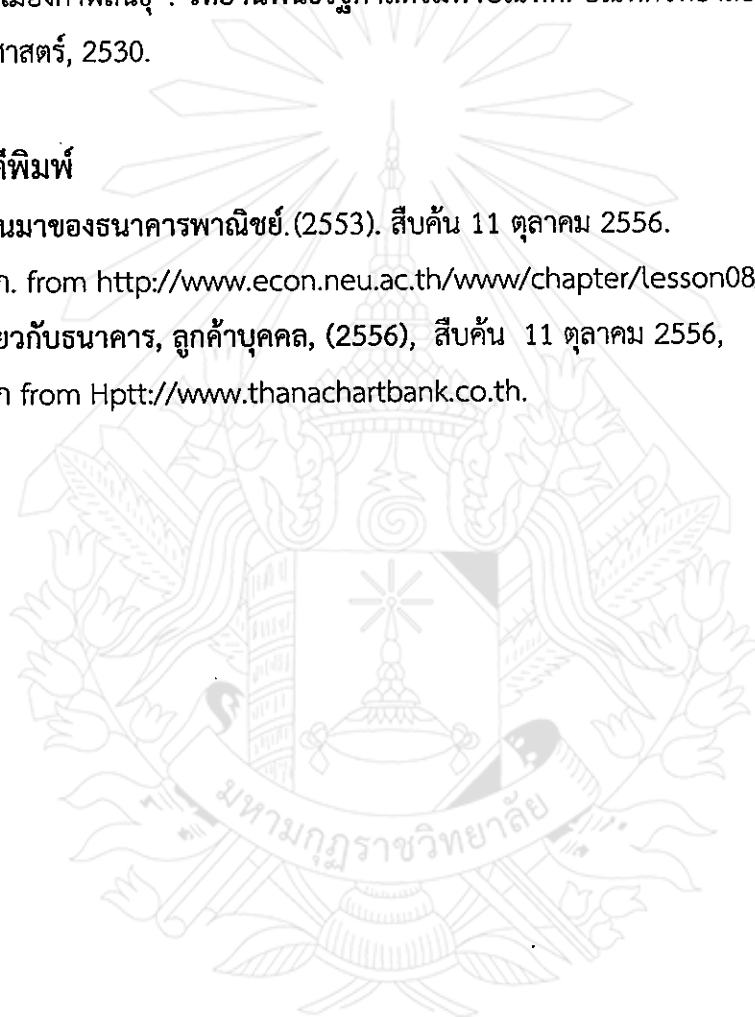 ศาสตร์, 2530.
พิมพ์
นมาของธนาคารพาณิชย์.(2553). สืบค้น 11 ตุลาคม 2556.
from http://www.econ.neu.ac.th/www/chapter/lesson08
ยวกับธนาคาร, ลูกค้าบุคคล, (2556), สืบค้น 11 ตุลาคม 2556,
from Hptt://www.thanachartbank.co.th.
มหามกุฏราชวิทยาลัย